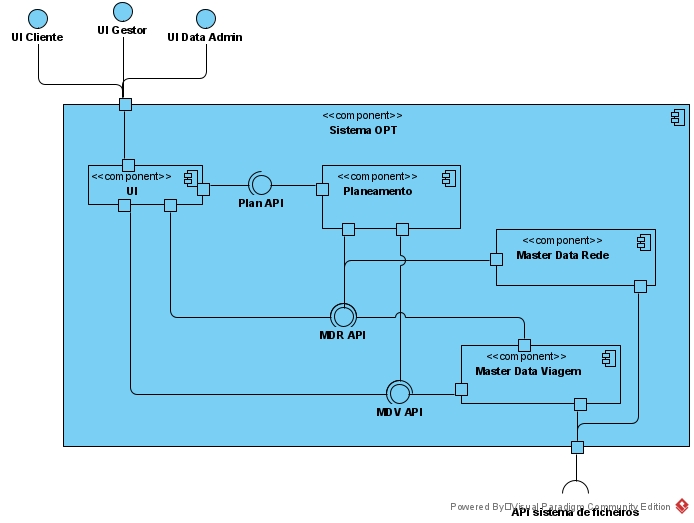 UI Cliente
UI Gestor
UI Data Admin
<<component>>
Sistema OPT
<<component>>
UI
Plan API
<<component>>
Planeamento
<<component>>
Master Data Rede
MDR API
<<component>>
Master Data Viagem
MDV API
API sistema de ficheiros
Powered By Visual Paradigm Community Edition